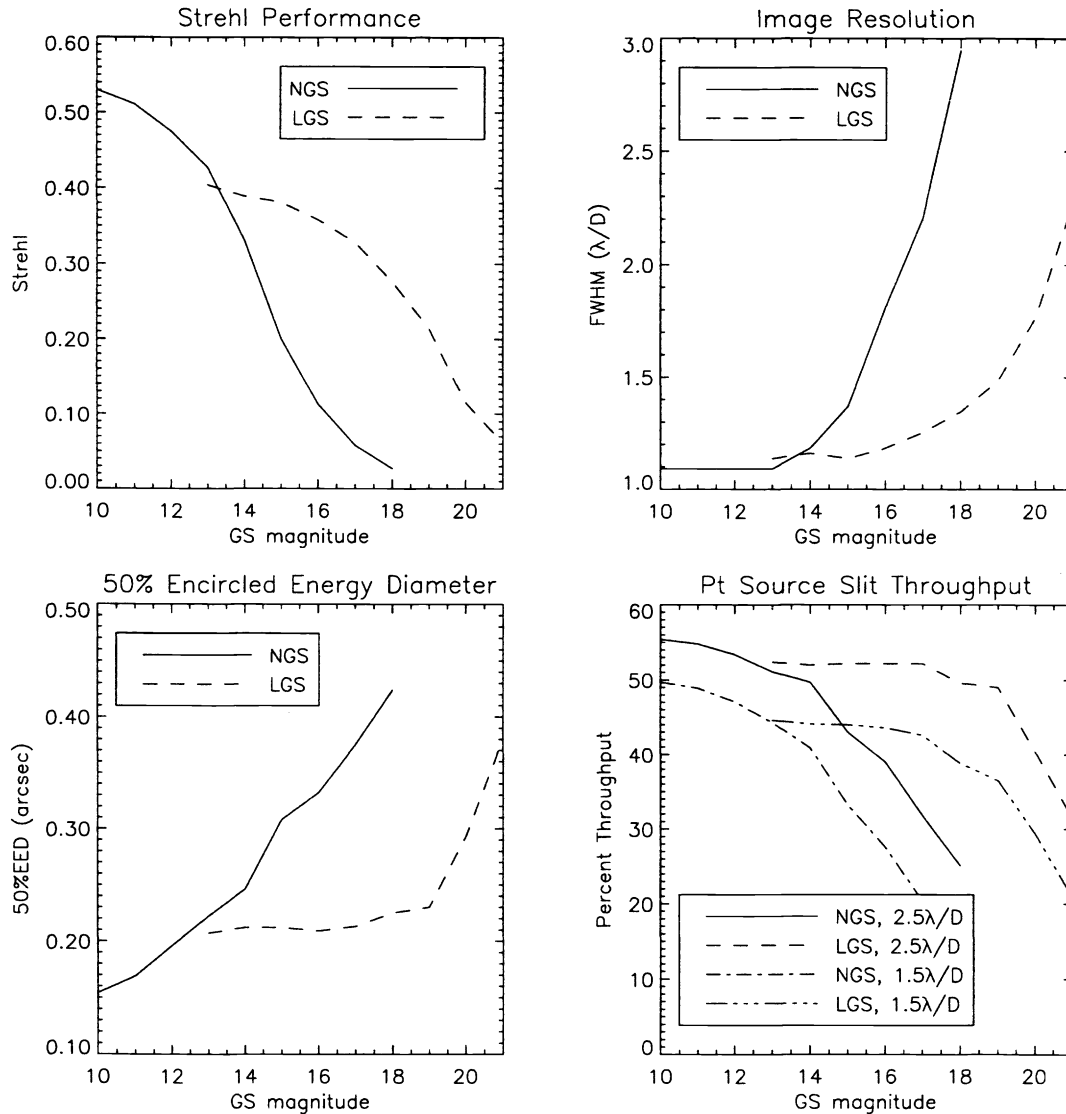 Strehl Performance
0.60
0.50
0.40
0.30
0.20
0.10
0.00
Strehl
NGS
LGS
10 12 14 16 18 20
GS magnitude
Image Resolution
3.0
2.5
2.0
1.5
1.0
FWHM (λ/D)
NGS
LGS
10 12 14 16 18 20
GS magnitude
50% Encircled Energy Diameter
0.50
0.40
0.30
0.20
0.10
50%EED (arcsec)
NGS
LGS
10 12 14 16 18 20
GS magnitude
Pt Source Slit Throughput
60
50
40
30
20
10
0
Percent Throughput
NGS, 2.5λ/D
LGS, 2.5λ/D
NGS, 1.5λ/D
LGS, 1.5λ/D
10 12 14 16 18 20
GS magnitude